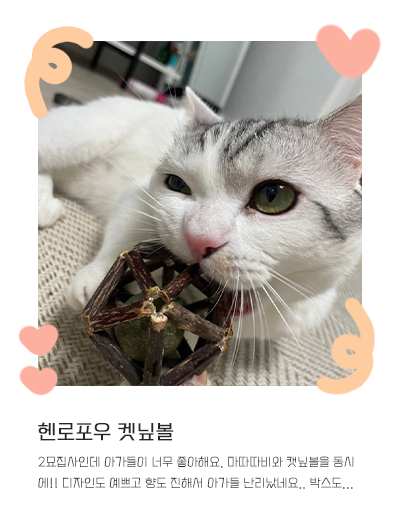 헨로포우 켓닢볼
2묘집사인데 아가들이 너무 좋아해요. 마따따비와 캣닢볼을 동시
에!! 디자인도 예쁘고 향도 진해서 아가들 난리났네요.. 박스도...